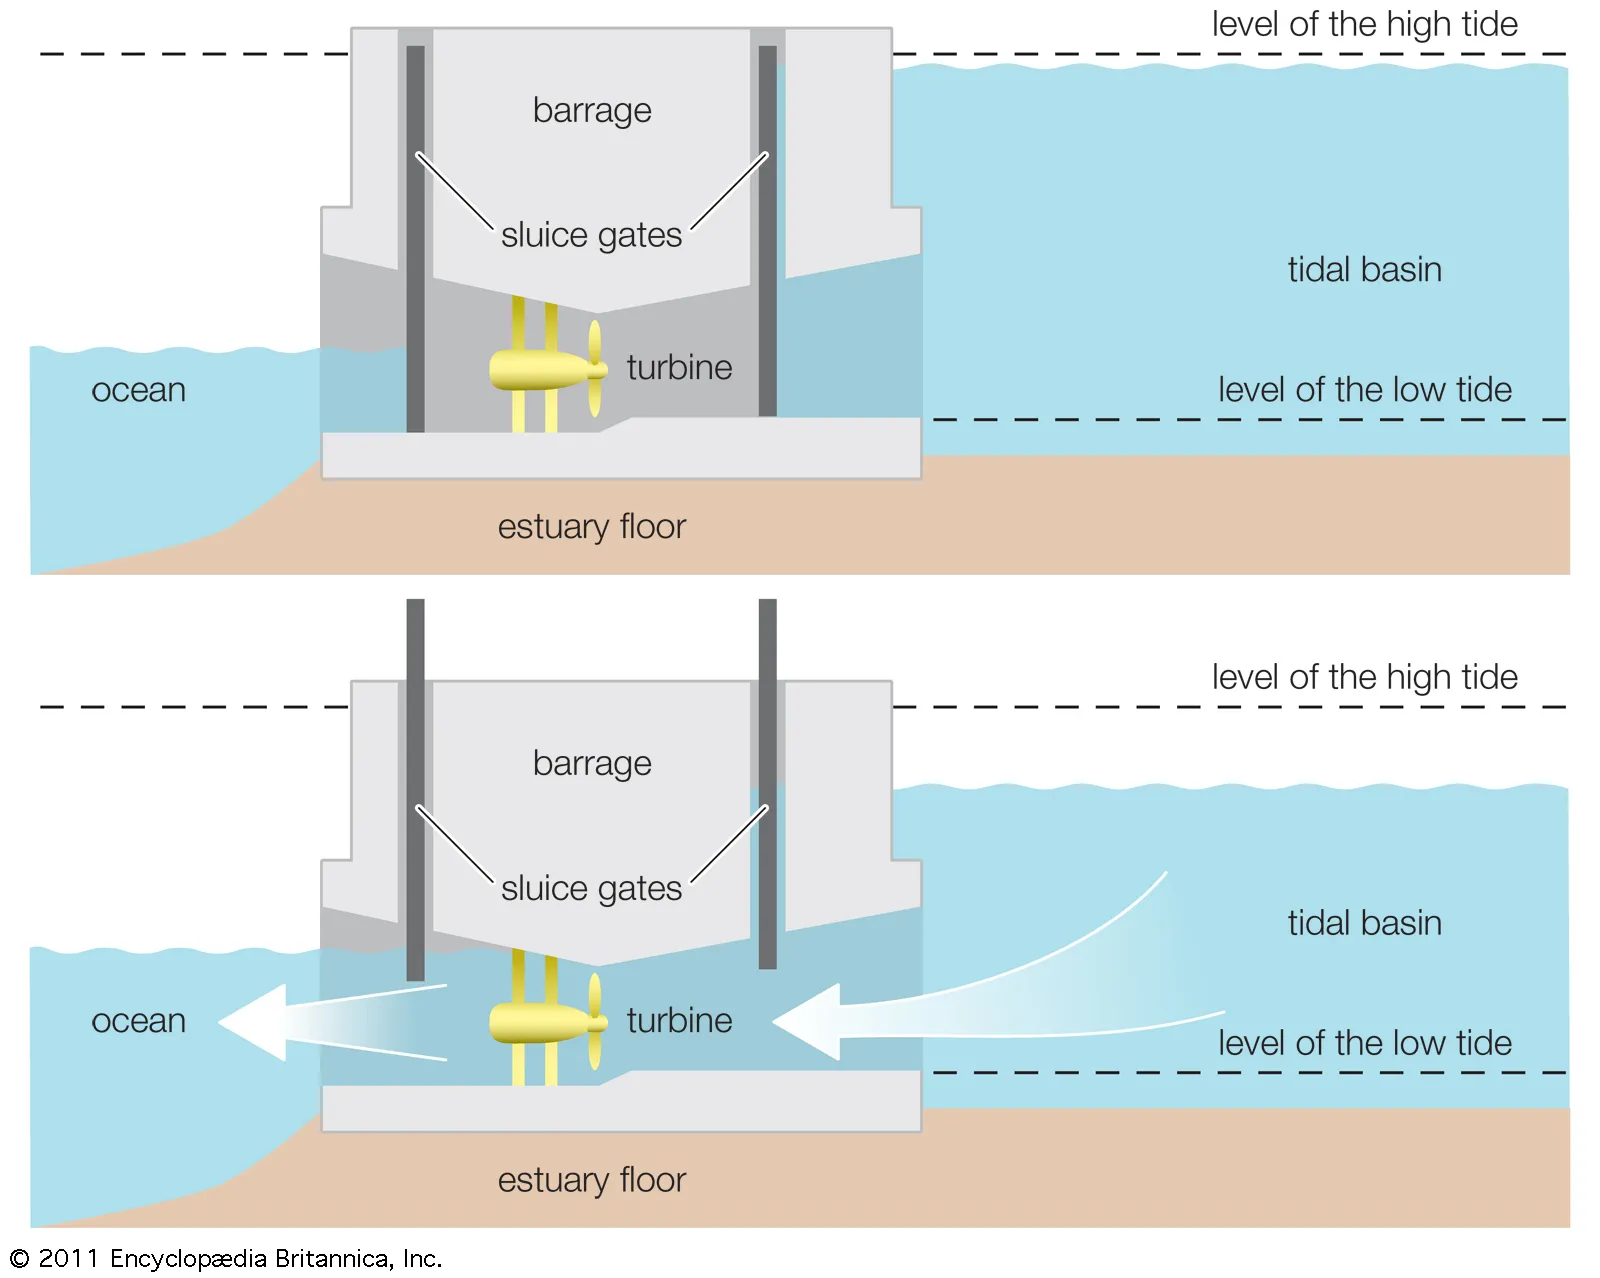 level of the high tide
barrage
sluice gates
tidal basin
turbine
ocean
level of the low tide
estuary floor
level of the high tide
barrage
sluice gates
tidal basin
ocean
turbine
level of the low tide
estuary floor
© 2011 Encyclopædia Britannica, Inc.